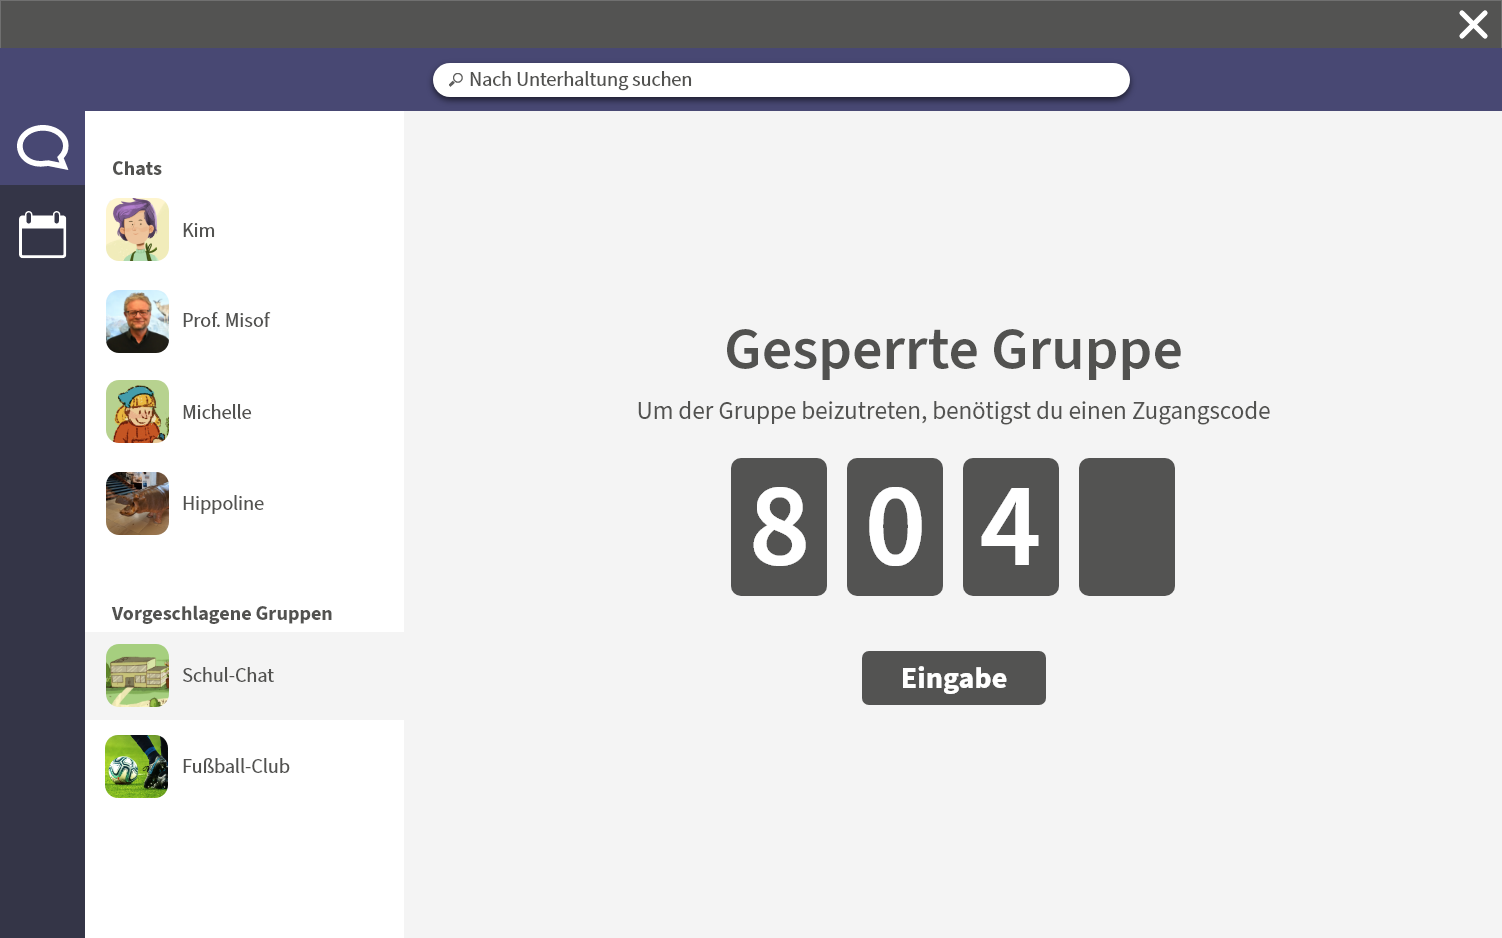 Nach Unterhaltung suchen
Chats
Kim
Prof. Misof
Michelle
Hippoline
Vorgeschlagene Gruppen
Schul-Chat
Fußball-Club
Gesperrte Gruppe
Um der Gruppe beizutreten, benötigst du einen Zugangscode
8 0 4
Eingabe